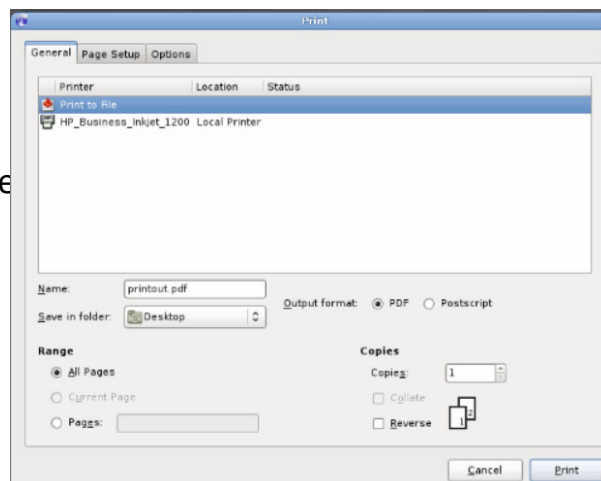 Print
General Page Setup Options
Printer Location Status
Print to File
HP_Business_Inkjet_1200 Local Printer
e
Name: printout.pdf
Output format: PDF Postscript
Save in folder: Desktop
Range Copies
All Pages Copies: 1
Current Page Collate
Pages: Reverse
1 2
Cancel Print